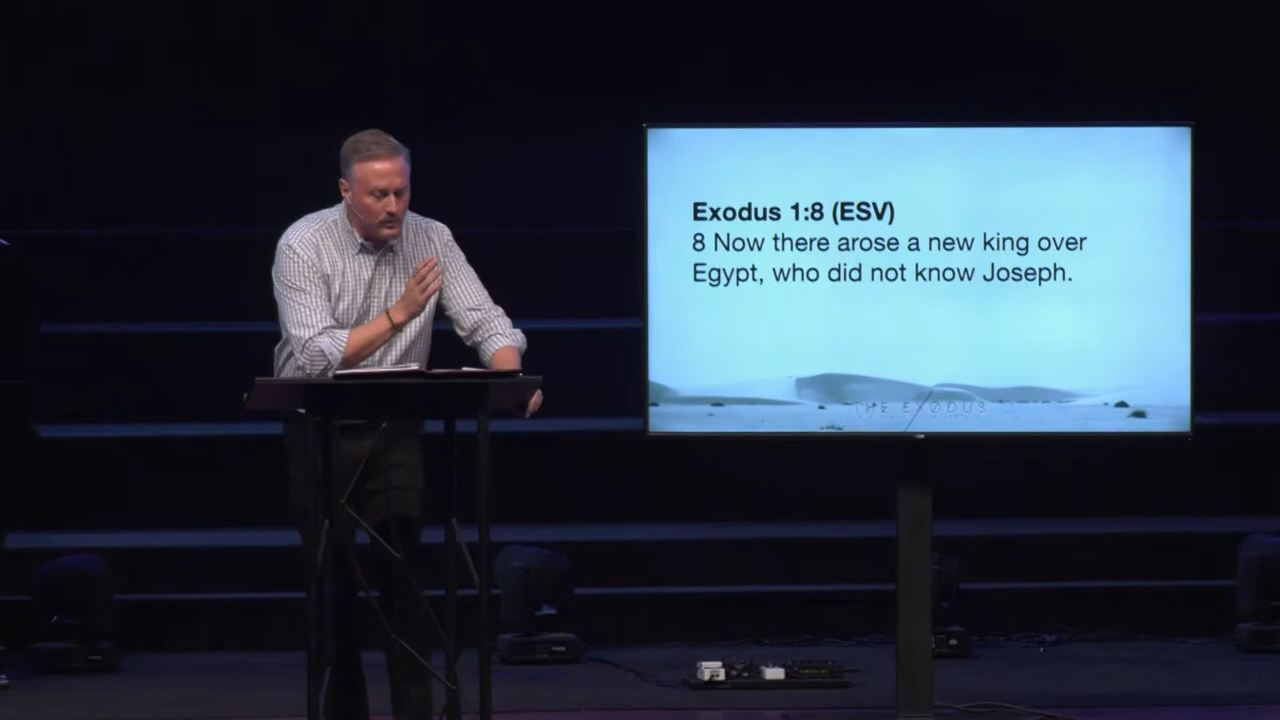 Exodus 1:8 (ESV)
8 Now there arose a new king over
Egypt, who did not know Joseph.
THE EXODUS